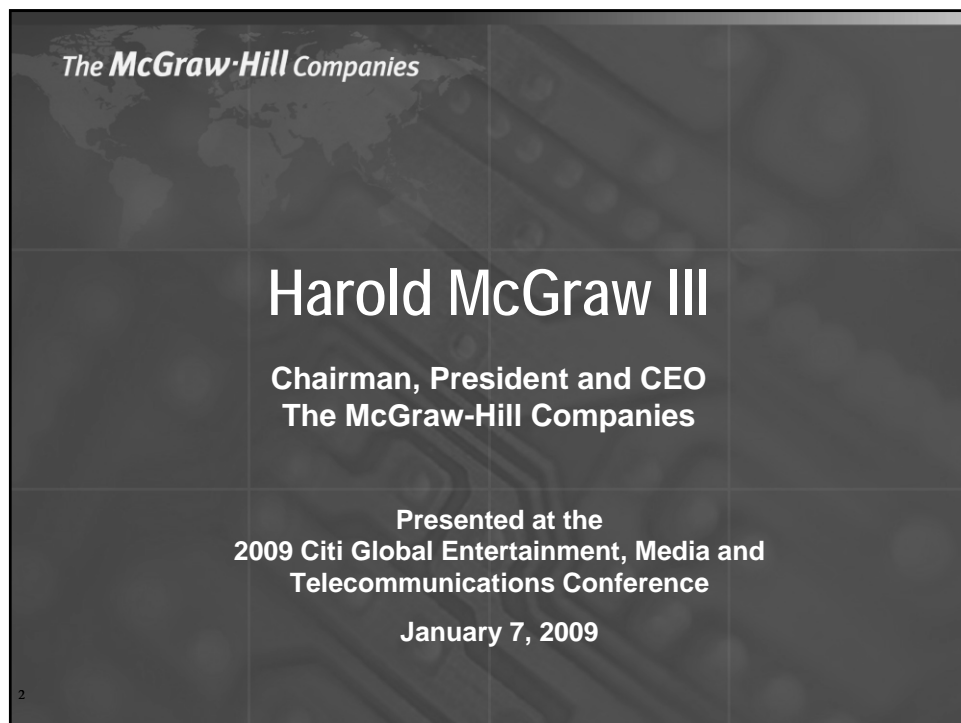 The McGraw·Hill Companies
Harold McGraw III
Chairman, President and CEO
The McGraw-Hill Companies
Presented at the
2009 Citi Global Entertainment, Media and
Telecommunications Conference
January 7, 2009
2